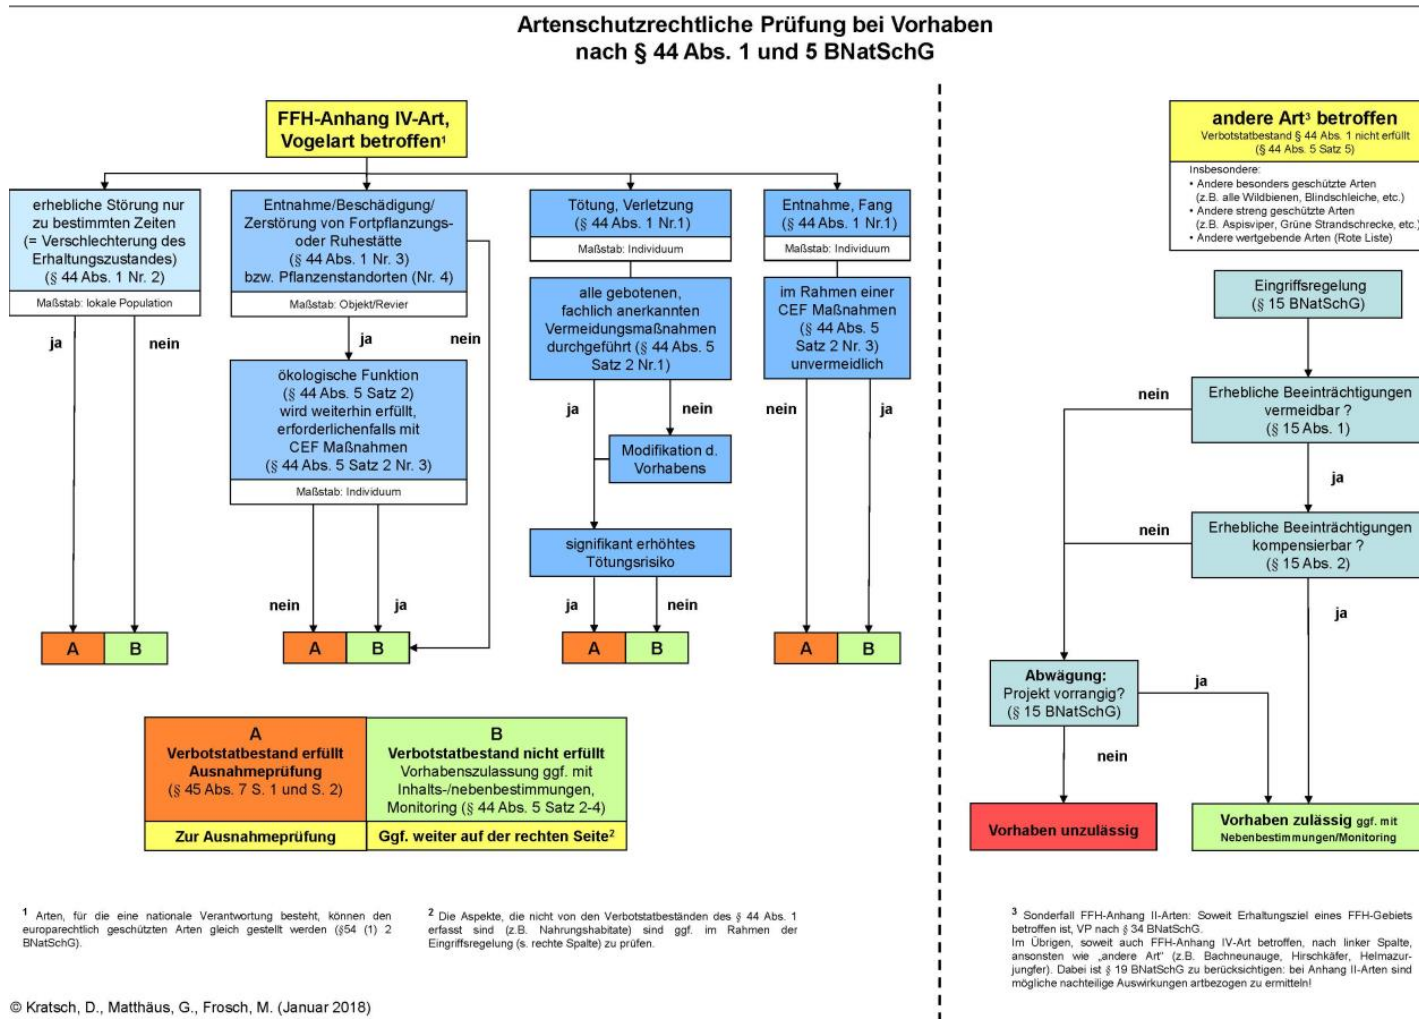 Artenschutzrechtliche Prüfung bei Vorhaben
nach § 44 Abs. 1 und 5 BNatSchG
FFH-Anhang IV-Art,
Vogelart betroffen¹
erhebliche Störung nur
zu bestimmten Zeiten
(= Verschlechterung des
Erhaltungszustandes)
(§ 44 Abs. 1 Nr. 2)
Maßstab: lokale Population
ja
nein
Entnahme/Beschädigung/
Zerstörung von Fortpflanzungs-
oder Ruhestätte
(§ 44 Abs. 1 Nr. 3)
bzw. Pflanzenstandorten (Nr. 4)
Maßstab: Objekt/Revier
ja
nein
ökologische Funktion
(§ 44 Abs. 5 Satz 2)
wird weiterhin erfüllt,
erforderlichenfalls mit
CEF Maßnahmen
(§ 44 Abs. 5 Satz 2 Nr. 3)
Maßstab: Individuum
nein
ja
Tötung, Verletzung
(§ 44 Abs. 1 Nr.1)
Maßstab: Individuum
alle gebotenen,
fachlich anerkannten
Vermeidungsmaßnahmen
durchgeführt (§ 44 Abs. 5
Satz 2 Nr.1)
ja
nein
Modifikation d.
Vorhabens
signifikant erhöhtes
Tötungsrisiko
ja
nein
Entnahme, Fang
(§ 44 Abs. 1 Nr.1)
Maßstab: Individuum
im Rahmen einer
CEF Maßnahmen
(§ 44 Abs. 5
Satz 2 Nr. 3)
unvermeidlich
nein
ja
A B
A B
A B
A B
A
Verbotstatbestand erfüllt
Ausnahmeprüfung
(§ 45 Abs. 7 S. 1 und S. 2)
Zur Ausnahmeprüfung
B
Verbotstatbestand nicht erfüllt
Vorhabenszulassung ggf. mit
Inhalts-/nebenbestimmungen,
Monitoring (§ 44 Abs. 5 Satz 2-4)
Ggf. weiter auf der rechten Seite²
andere Art³ betroffen
Verbotstatbestand § 44 Abs. 1 nicht erfüllt
(§ 44 Abs. 5 Satz 5)
Insbesondere:
• Andere besonders geschützte Arten
(z.B. alle Wildbienen, Blindschleiche, etc.)
• Andere streng geschützte Arten
(z.B. Aspisviper, Grüne Strandschrecke, etc.)
• Andere wertgebende Arten (Rote Liste)
Eingriffsregelung
(§ 15 BNatSchG)
nein
Erhebliche Beeinträchtigungen
vermeidbar ?
(§ 15 Abs. 1)
ja
nein
Erhebliche Beeinträchtigungen
kompensierbar ?
(§ 15 Abs. 2)
ja
Abwägung:
Projekt vorrangig?
(§ 15 BNatSchG)
ja
nein
Vorhaben unzulässig
Vorhaben zulässig ggf. mit
Nebenbestimmungen/Monitoring
¹ Arten, für die eine nationale Verantwortung besteht, können den
europarechtlich geschützten Arten gleich gestellt werden (§54 (1) 2
BNatSchG).
² Die Aspekte, die nicht von den Verbotstatbeständen des § 44 Abs. 1
erfasst sind (z.B. Nahrungshabitate) sind ggf. im Rahmen der
Eingriffsregelung (s. rechte Spalte) zu prüfen.
³ Sonderfall FFH-Anhang II-Arten: Soweit Erhaltungsziel eines FFH-Gebiets
betroffen ist, VP nach § 34 BNatSchG.
Im Übrigen, soweit auch FFH-Anhang IV-Art betroffen, nach linker Spalte,
ansonsten wie „andere Art“ (z.B. Bachneunauge, Hirschkäfer, Helmazur-
jungfer). Dabei ist § 19 BNatSchG zu berücksichtigen: bei Anhang II-Arten sind
mögliche nachteilige Auswirkungen artbezogen zu ermitteln!
© Kratsch, D., Matthäus, G., Frosch, M. (Januar 2018)